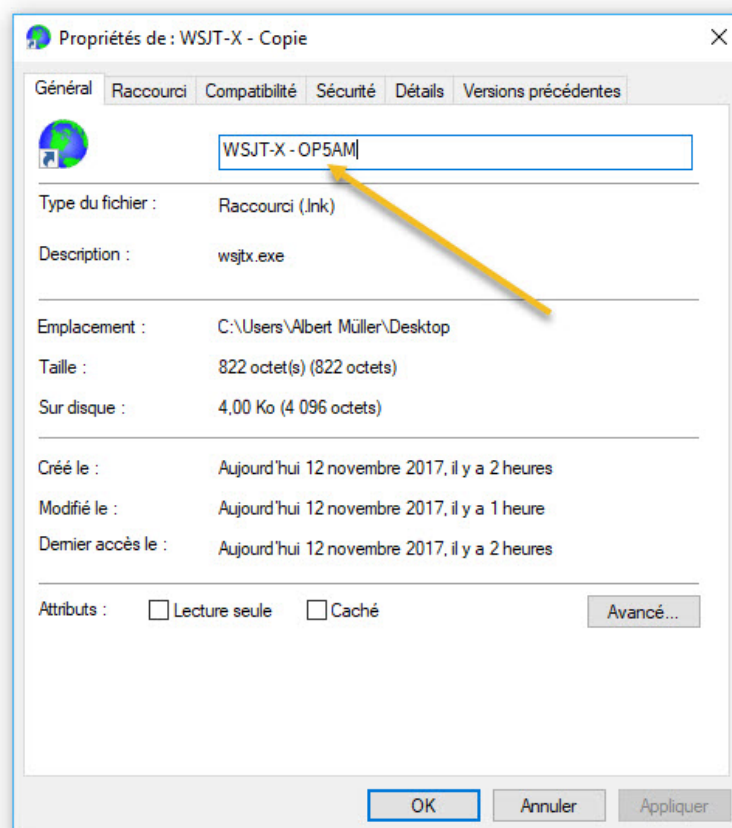 Propriétés de : WSJT-X - Copie
Général Raccourci Compatibilité Sécurité Détails Versions précédentes
WSJT-X - OP5AM
Type du fichier : Raccourci (.lnk)
Description : wsjtx.exe
Emplacement : C:\Users\Albert Müller\Desktop
Taille : 822 octet(s) (822 octets)
Sur disque : 4,00 Ko (4 096 octets)
Créé le : Aujourd'hui 12 novembre 2017, il y a 2 heures
Modifié le : Aujourd'hui 12 novembre 2017, il y a 1 heure
Dernier accès le : Aujourd'hui 12 novembre 2017, il y a 2 heures
Attributs : Lecture seule Caché Avancé...
OK Annuler Appliquer